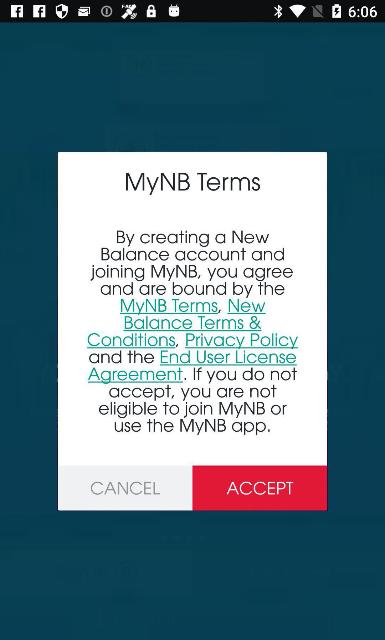 6:06
MyNB Terms
By creating a New
Balance account and
joining MyNB, you agree
and are bound by the
MyNB Terms, New
Balance Terms &
Conditions, Privacy Policy
and the End User License
Agreement. If you do not
accept, you are not
eligible to join MyNB or
use the MyNB app.
CANCEL ACCEPT